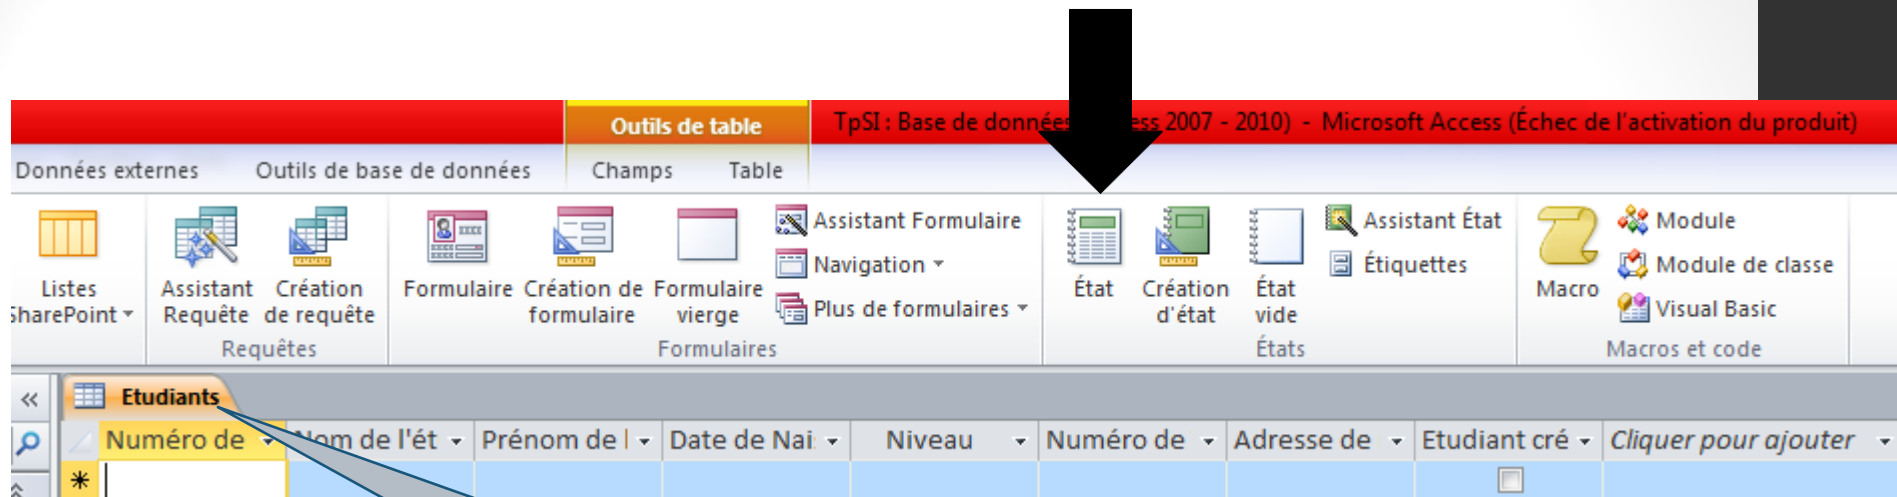 Outils de table
TpSI : Base de données 2007 - 2010) - Microsoft Access (Échec de l'activation du produit)
Données externes Outils de base de données Champs Table
Listes
SharePoint
Assistant
Requête
Création
de requête
Requêtes
Formulaire
Création de
formulaire
Formulaire
vierge
Assistant Formulaire
Navigation
Plus de formulaires
Formulaires
État
Création
d'état
État
vide
Assistant État
Étiquettes
États
Macro
Module
Module de classe
Visual Basic
Macros et code
Etudiants
Numéro de Nom de l'ét Prénom de l Date de Nai Niveau Numéro de Adresse de Etudiant cré Cliquer pour ajouter